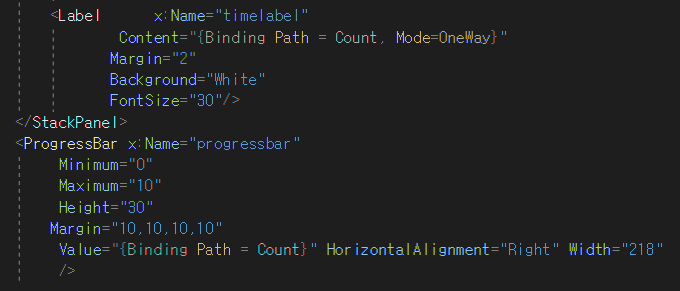 <Label x:Name="timelabel"
Content="{Binding Path = Count, Mode=OneWay}"
Margin="2"
Background="White"
FontSize="30"/>
</StackPanel>
<ProgressBar x:Name="progressbar"
Minimum="0"
Maximum="10"
Height="30"
Margin="10,10,10,10"
Value="{Binding Path = Count}" HorizontalAlignment="Right" Width="218"
/>